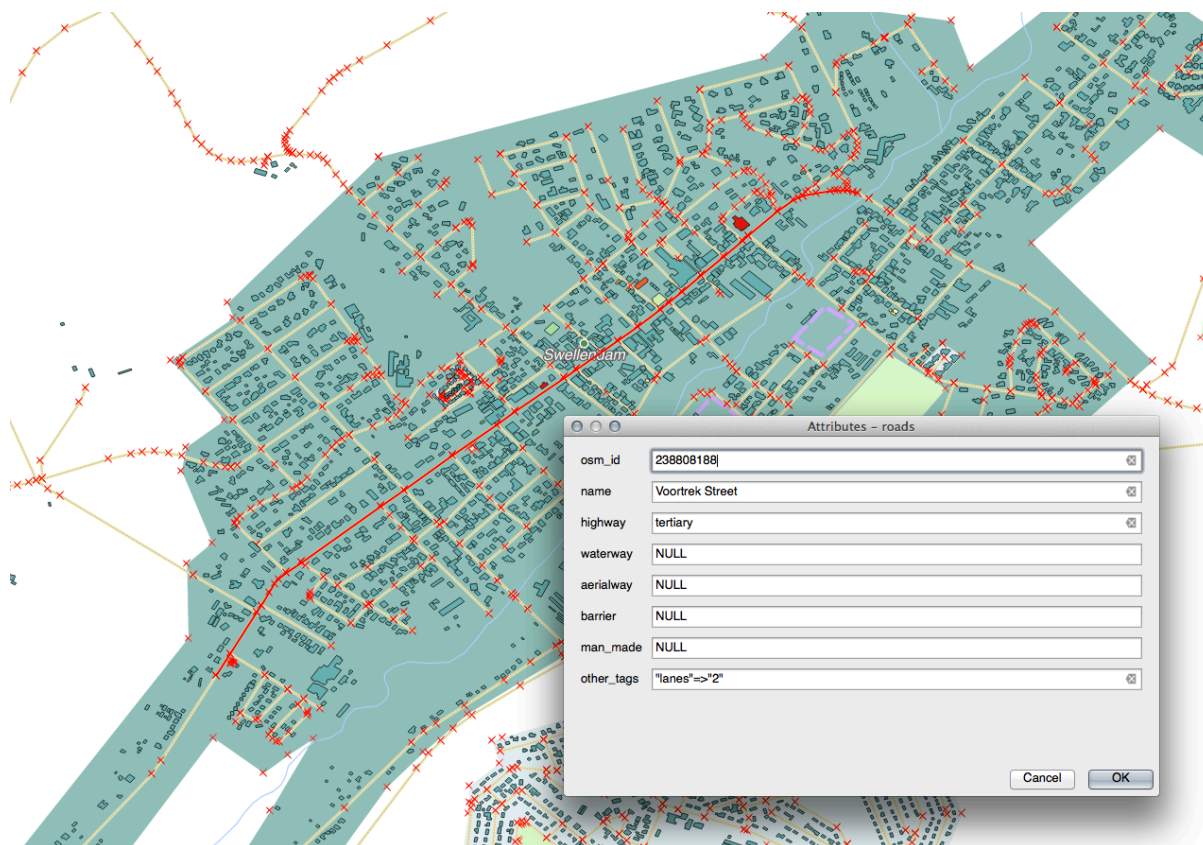 Swellendam
Attributes – roads
osm_id 238808188
name Voortrek Street
highway tertiary
waterway NULL
aerialway NULL
barrier NULL
man_made NULL
other_tags "lanes"=>"2"
Cancel OK